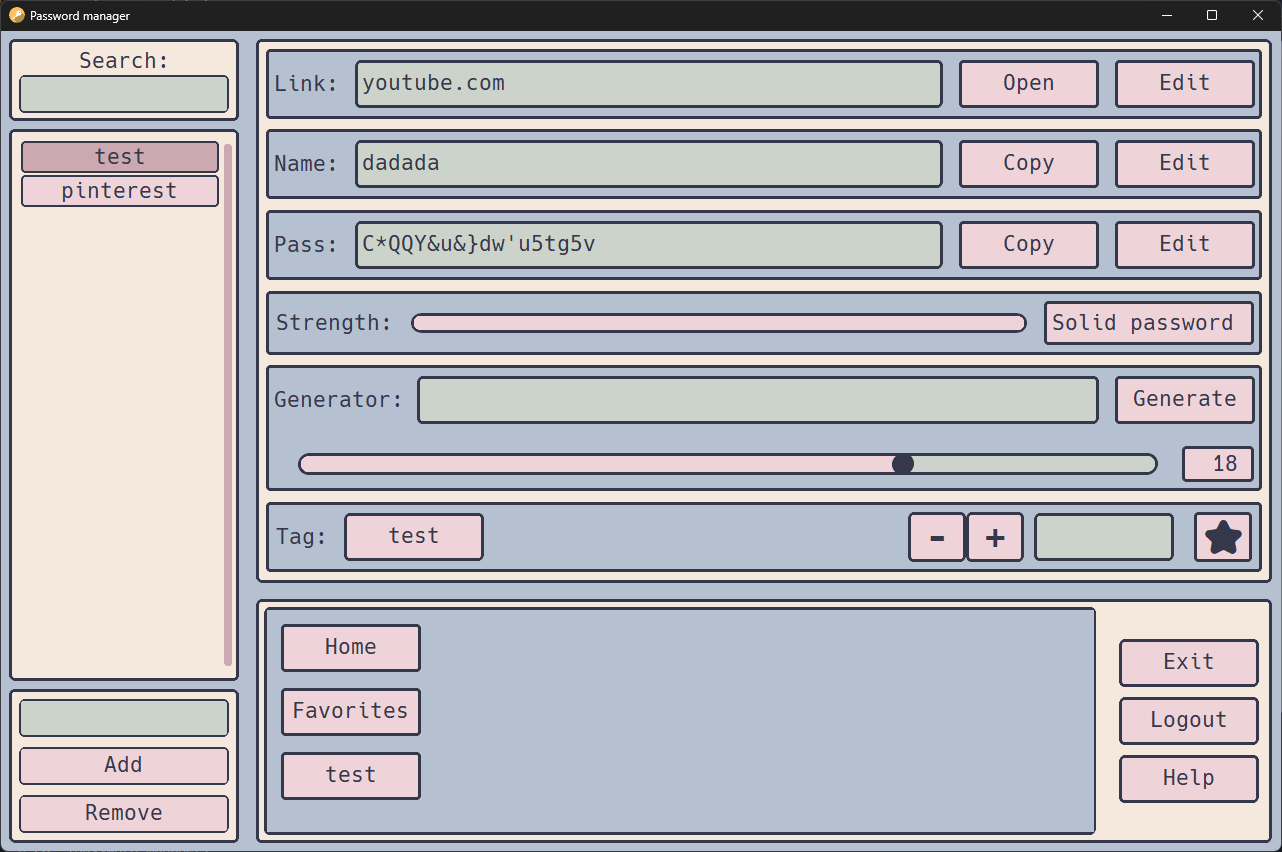 Password manager
Search:
test
pinterest
Add
Remove
Link: youtube.com Open Edit
Name: dadada Copy Edit
Pass: C*QQY&u&}dw'u5tg5v Copy Edit
Strength: Solid password
Generator: Generate
18
Tag: test - +
Home
Favorites
test
Exit
Logout
Help